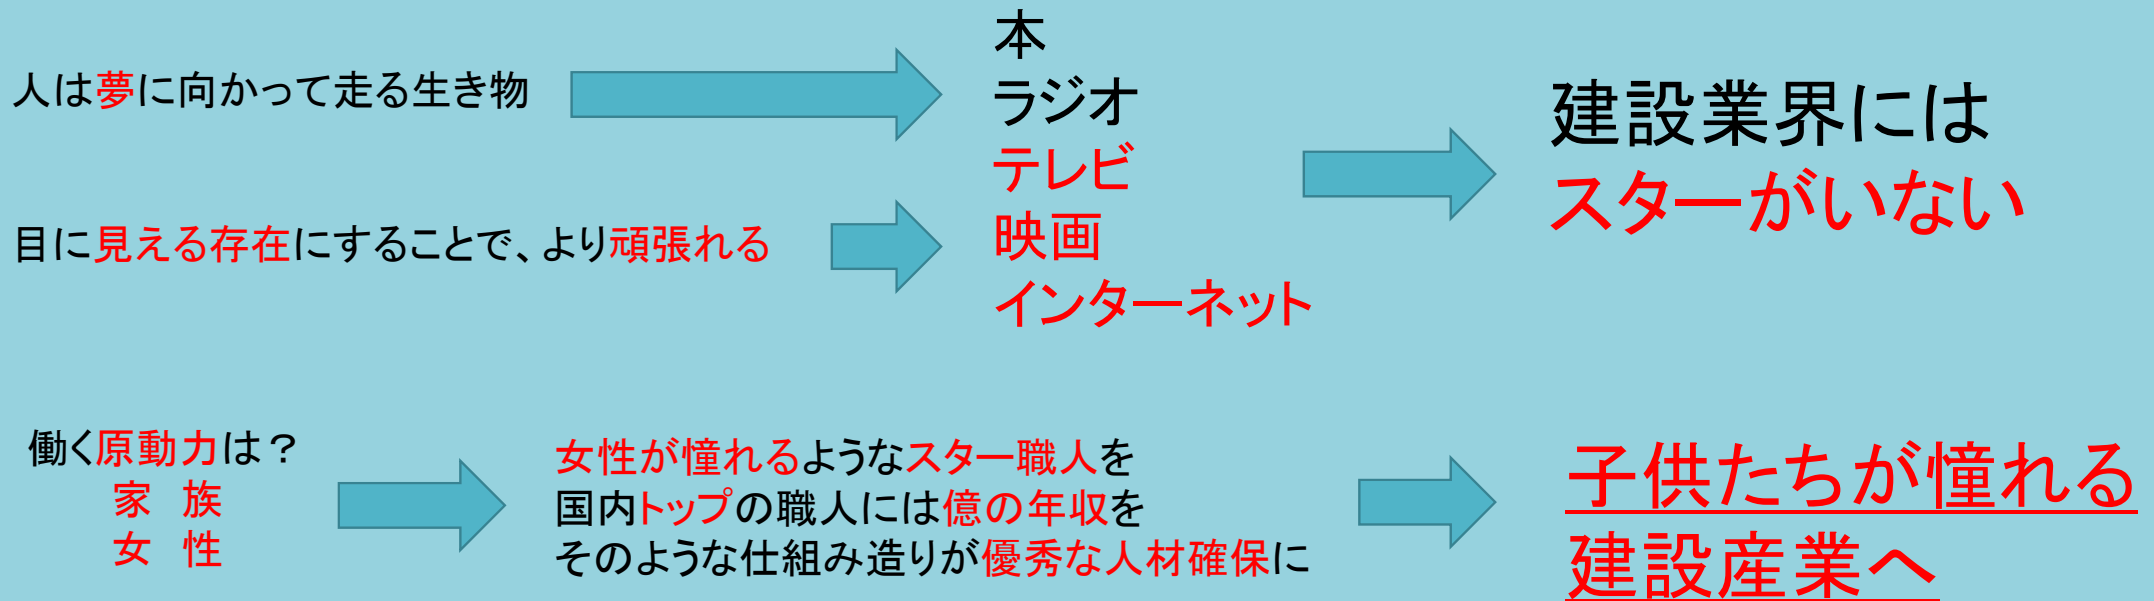 人は夢に向かって走る生き物
目に見える存在にすることで、より頑張れる
本
ラジオ
テレビ
映画
インターネット
建設業界には
スターがいない
働く原動力は？
家　族
女　性
女性が憧れるようなスター職人を
国内トップの職人には億の年収を
そのような仕組み造りが優秀な人材確保に
子供たちが憧れる
建設産業へ